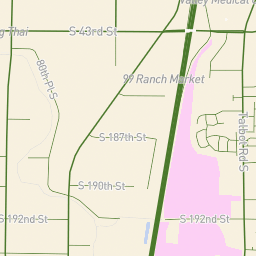 Valley Medical C
S 43rd St
g Thai
80th Pl S
99 Ranch Market
Talbot Rd S
S 187th St
S 190th St
S 192nd St
S 192nd St